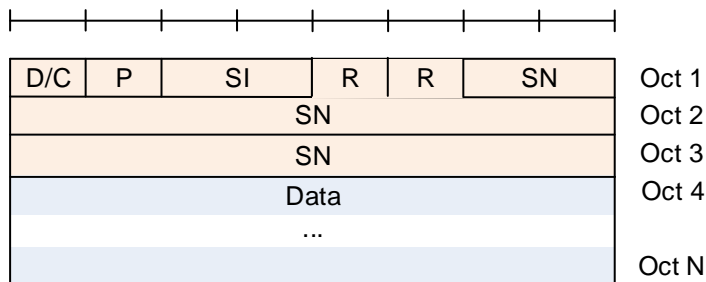 D/C P SI R R SN Oct 1
SN Oct 2
SN Oct 3
Data Oct 4
...
Oct N